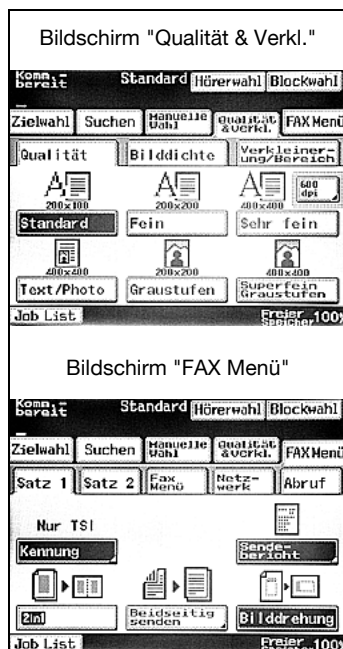 Bildschirm "Qualität & Verkl."
Komm.-
bereit
Standard Hörerwahl Blockwahl
Zielwahl Suchen Manuelle
Wahl Qualität
&Verkl. FAX Menü
Qualität Bilddichte Verkleiner-
ung/Bereich
A A A 600
dpi
200x100 200x200 400x400
Standard Fein Sehr fein
400x400 200x200 400x400
Text/Photo Graustufen Superfein
Graustufen
Job List Freier
Speicher 100%
Bildschirm "FAX Menü"
Komm.-
bereit
Standard Hörerwahl Blockwahl
Zielwahl Suchen Manuelle
Wahl Qualität
&Verkl. FAX Menü
Satz 1 Satz 2 Fax
Menü Netz-
werk Abruf
Nur TSI
Kennung Sende-
bericht
2in1 Beidseitig
senden Bilddrehung
Job List Freier
Speicher 100%